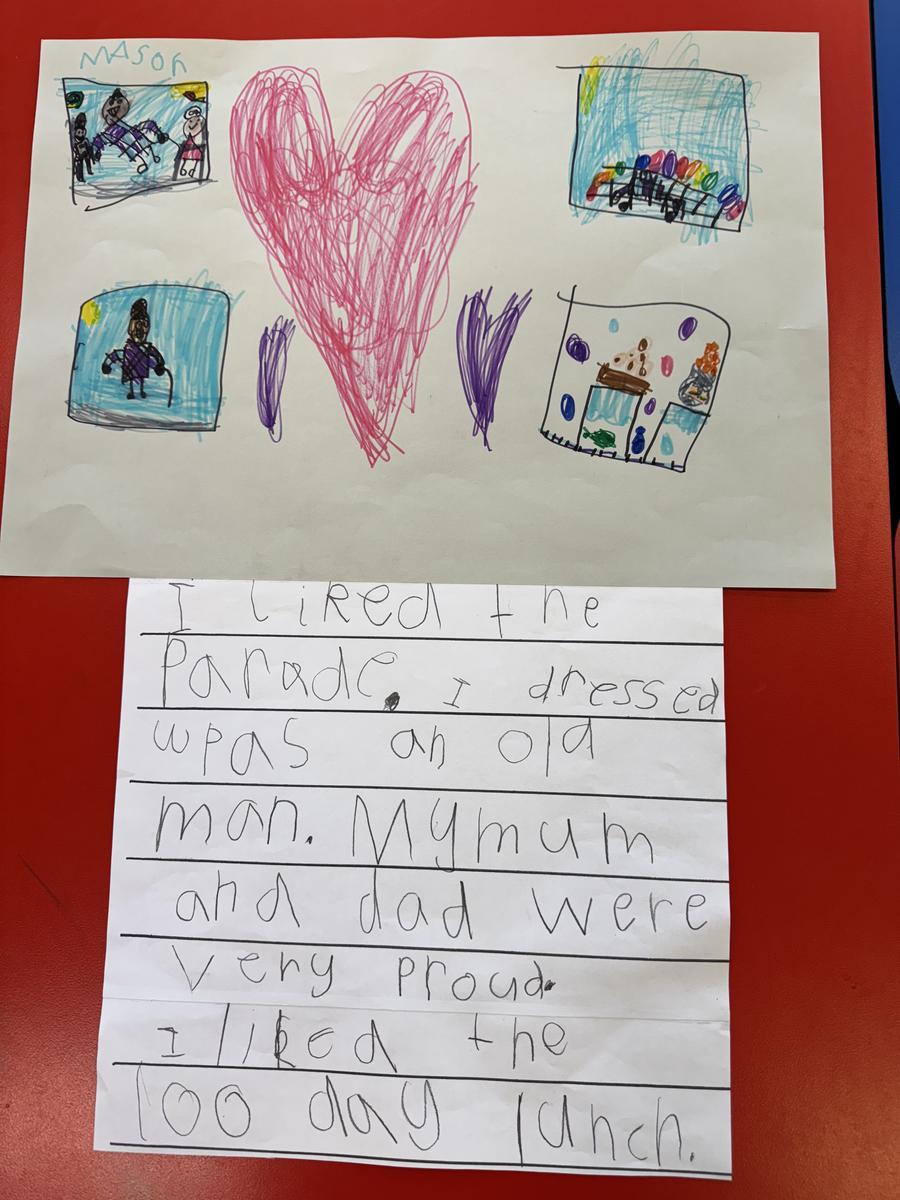 MASON
I liked the
Parade. I dressed
wpas an old
man. My mum
and dad were
very proud.
I liked the
100 day lunch.